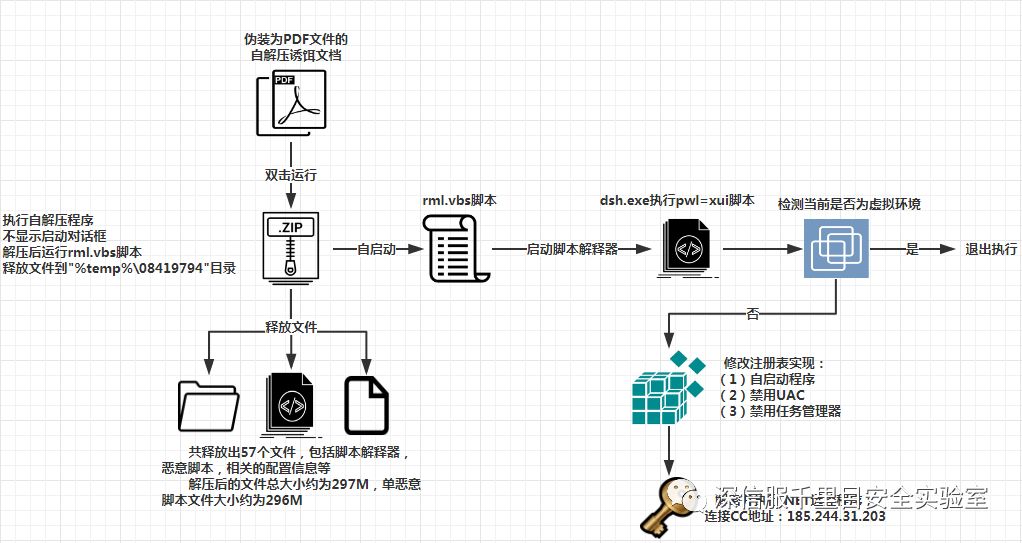 伪装为PDF文件的
自解压诱饵文档
PDF
双击运行
执行自解压程序
不显示启动对话框
解压后运行rml.vbs脚本
释放文件到"%temp%\08419794"目录
.ZIP
自启动
rml.vbs脚本
启动脚本解释器
dsh.exe执行pwl=xui脚本
检测当前是否为虚拟环境
是
退出执行
否
释放文件
修改注册表实现：
（1）自启动程序
（2）禁用UAC
（3）禁用任务管理器
共释放出57个文件，包括脚本解释器，
恶意脚本，相关的配置信息等
解压后的文件总大小约为297M，单恶意
脚本文件大小约为296M
深信服千里目安全实验室
连接CC地址：185.244.31.203